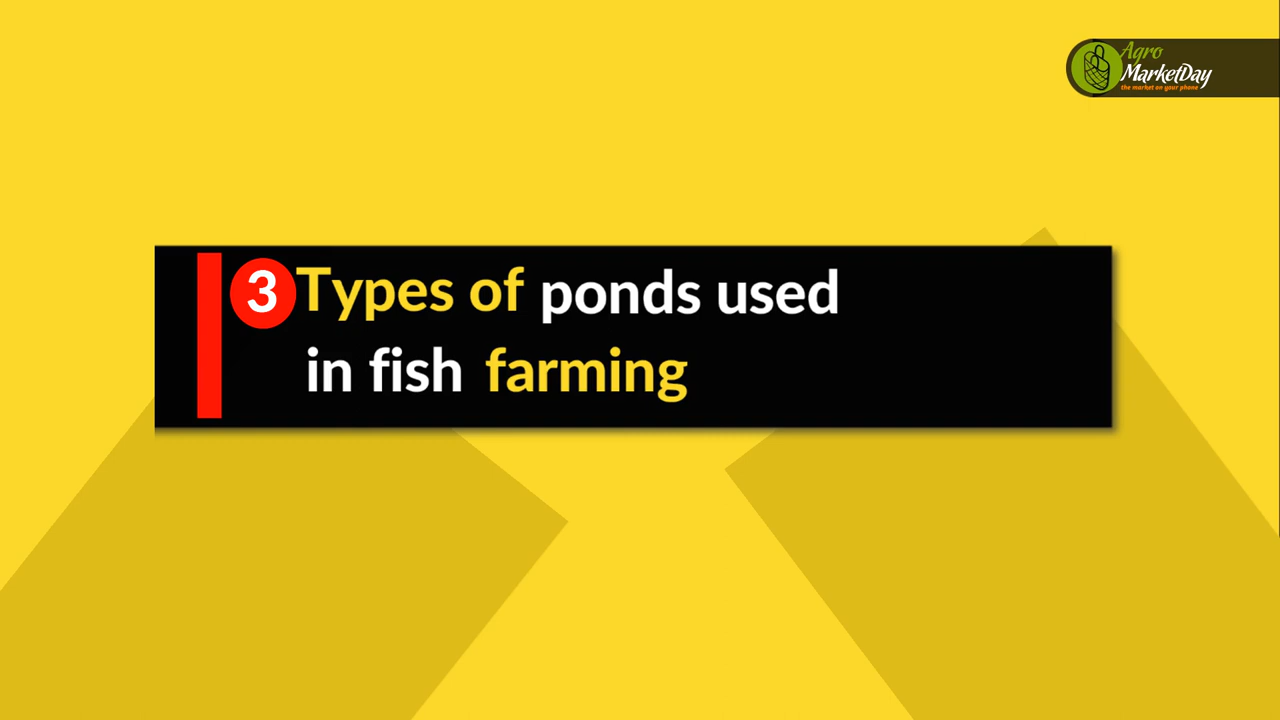 Agro
MarketDay
the market on your phone
3 Types of ponds used
in fish farming